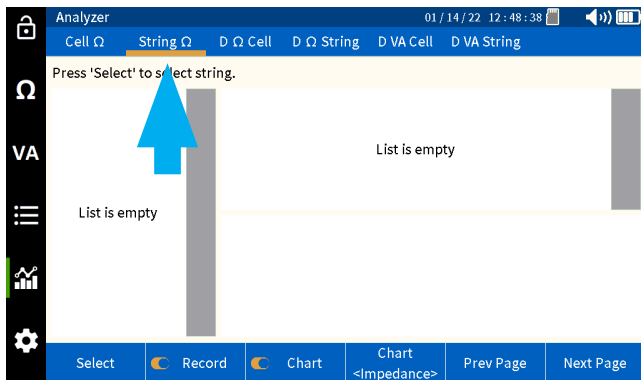 Analyzer 01/14/22 12:48:38
Cell Ω String Ω D Ω Cell D Ω String D VA Cell D VA String
Press 'Select' to select string.
Ω
VA
List is empty
List is empty
Select Record Chart Chart <Impedance> Prev Page Next Page